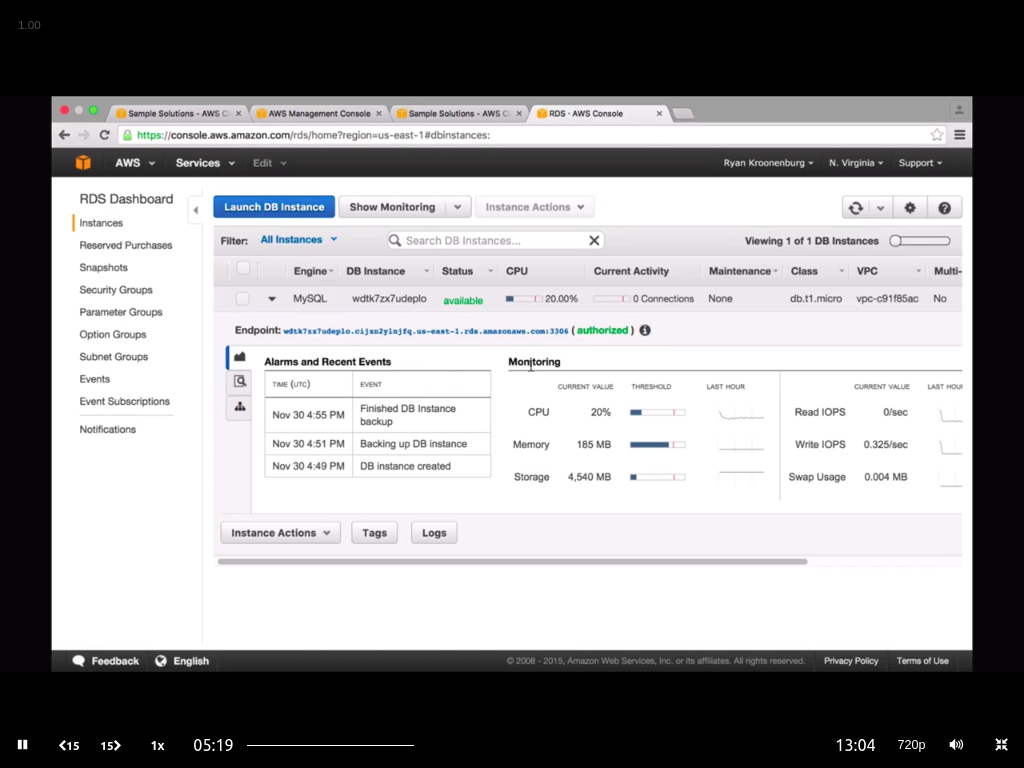 1.00
Sample Solutions - AWS C
AWS Management Console
Sample Solutions - AWS C
RDS · AWS Console
https://console.aws.amazon.com/rds/home?region=us-east-1#dbinstances:
AWS Services Edit Ryan Kroonenburg N. Virginia Support
RDS Dashboard
Instances
Reserved Purchases
Snapshots
Security Groups
Parameter Groups
Option Groups
Subnet Groups
Events
Event Subscriptions
Notifications
Launch DB Instance Show Monitoring Instance Actions
Filter: All Instances Search DB Instances... Viewing 1 of 1 DB Instances
Engine DB Instance Status CPU Current Activity Maintenance Class VPC Multi-
MySQL wdtk7zx7udeplo available 20.00% 0 Connections None db.t1.micro vpc-c91f85ac No
Endpoint: wdtk7zx7udeplo.cijxn2ylnjfq.us-east-1.rds.amazonaws.com:3306 ( authorized )
Alarms and Recent Events
TIME (UTC) EVENT
Nov 30 4:55 PM Finished DB Instance backup
Nov 30 4:51 PM Backing up DB instance
Nov 30 4:49 PM DB instance created
Monitoring
CURRENT VALUE THRESHOLD LAST HOUR CURRENT VALUE LAST HOU
CPU 20% Read IOPS 0/sec
Memory 185 MB Write IOPS 0.325/sec
Storage 4,540 MB Swap Usage 0.004 MB
Instance Actions Tags Logs
Feedback English © 2008 - 2015, Amazon Web Services, Inc. or its affiliates. All rights reserved. Privacy Policy Terms of Use
15 15 1x 05:19 13:04 720p